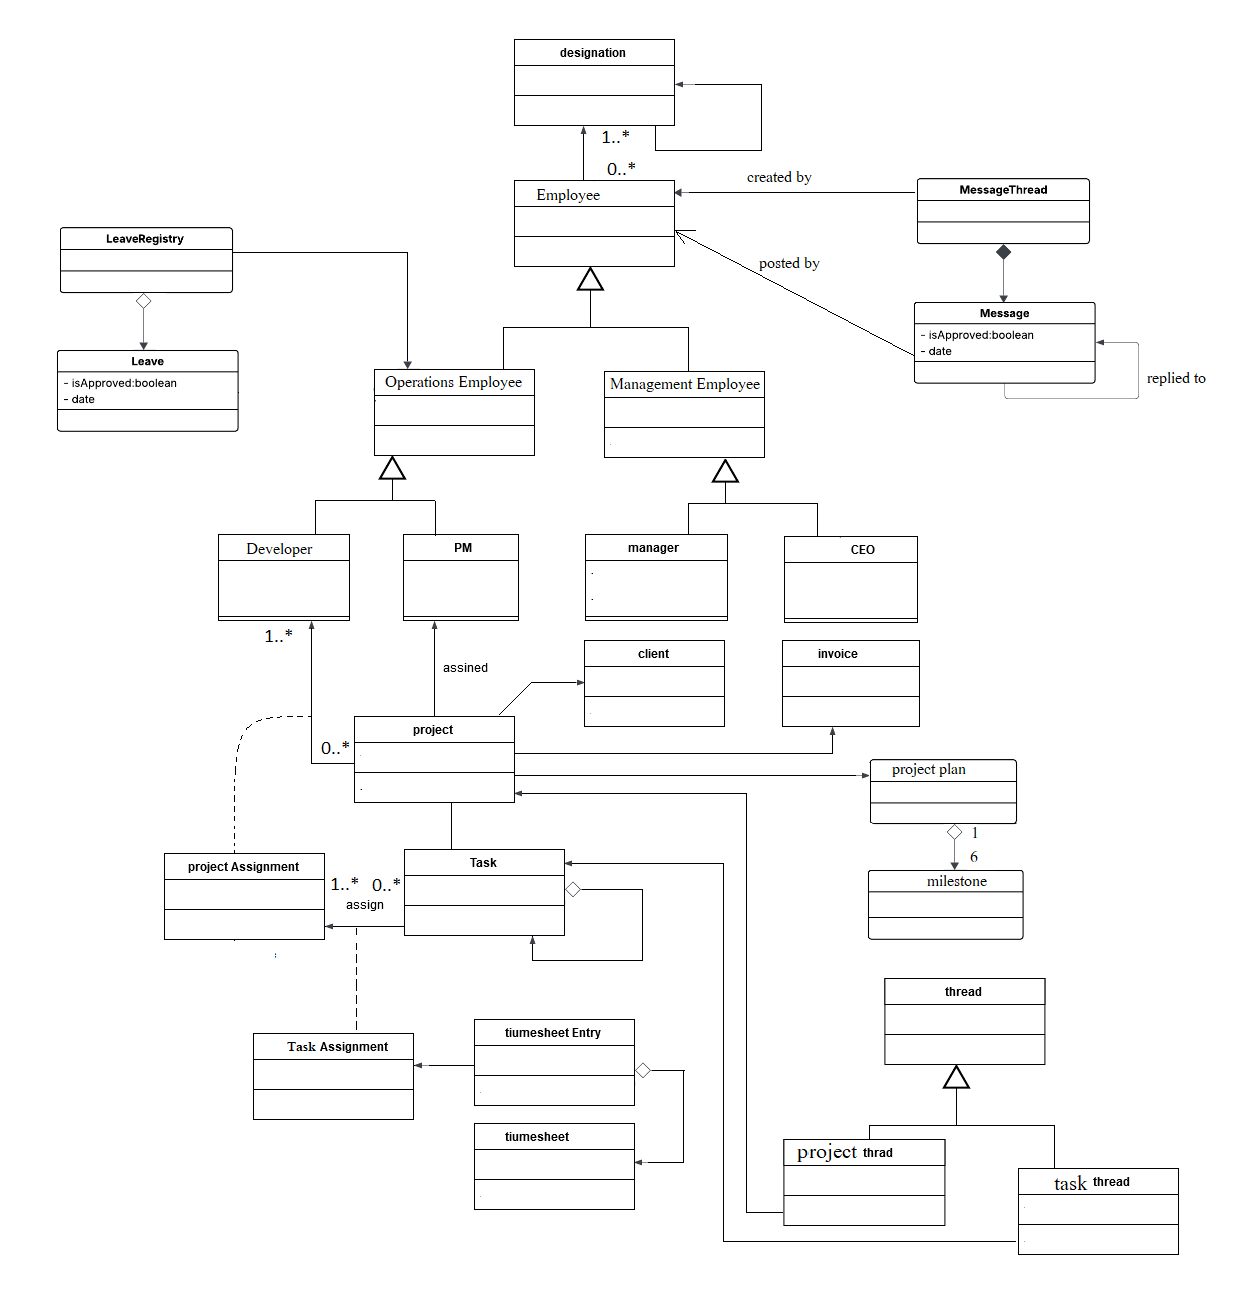 designation
1..*
0..*
Employee
created by
MessageThread
LeaveRegistry
posted by
Message
- isApproved:boolean
- date
replied to
Leave
- isApproved:boolean
- date
Operations Employee
Management Employee
Developer
PM
manager
CEO
1..*
assined
client
invoice
project
0..*
project plan
1
6
milestone
project Assignment
1..*
0..*
assign
Task
thread
Task Assignment
tiumesheet Entry
tiumesheet
project thrad
task thread